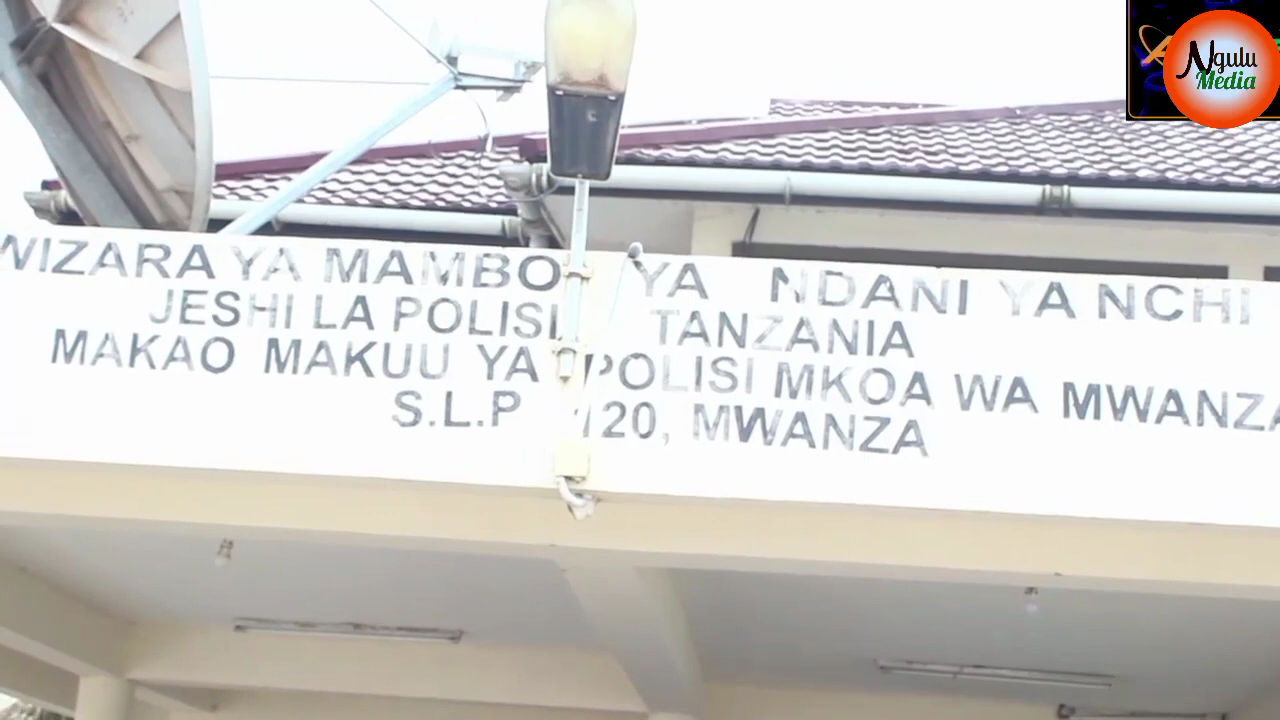 WIZARA YA MAMBO YA NDANI YA NCHI
JESHI LA POLISI TANZANIA
MAKAO MAKUU YA POLISI MKOA WA MWANZA
S.L.P 120, MWANZA
Ngulu
Media